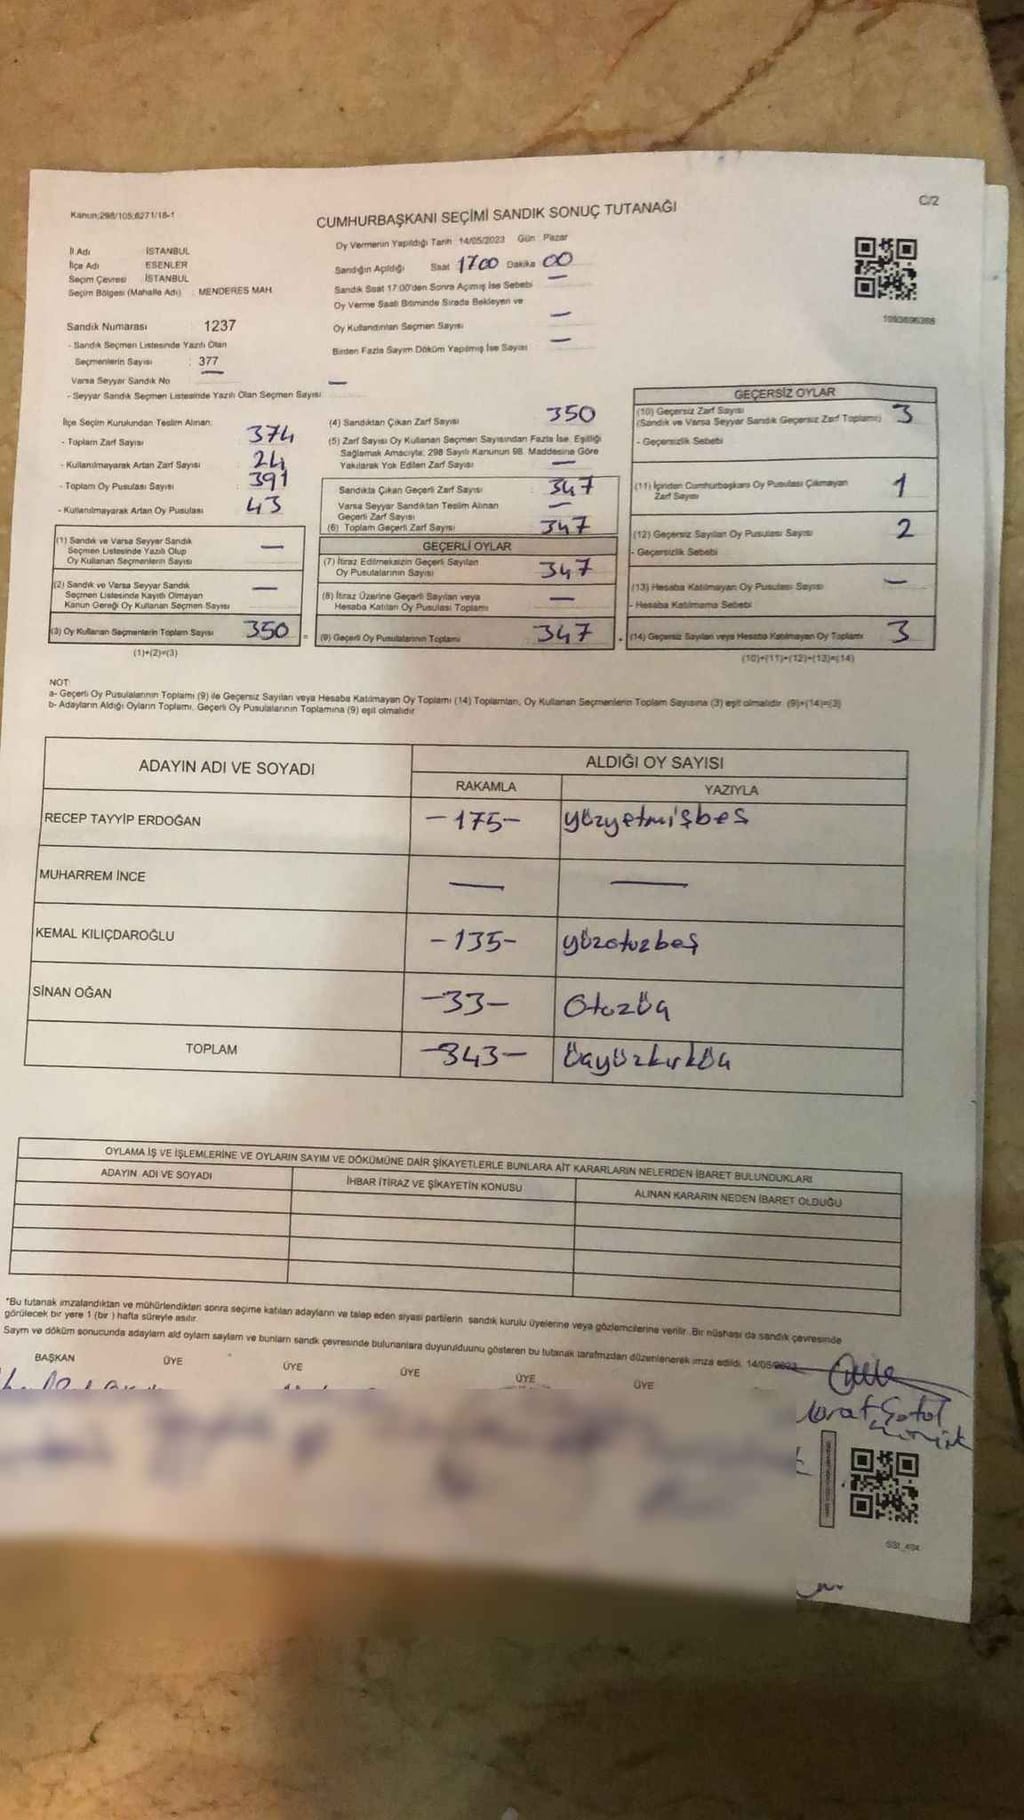 Kanun:298/105,6271/18-1
C/2
CUMHURBAŞKANI SEÇİMİ SANDIK SONUÇ TUTANAĞI
İl Adı İSTANBUL
İlçe Adı ESENLER
Seçim Çevresi İSTANBUL
Seçim Bölgesi (Mahalle Adı) : MENDERES MAH.
Sandık Numarası 1237
- Sandık Seçmen Listesinde Yazılı Olan
Seçmenlerin Sayısı : 377
Varsa Seyyar Sandık No —
- Seyyar Sandık Seçmen Listesinde Yazılı Olan Seçmen Sayısı —
Oy Vermenin Yapıldığı Tarih 14/05/2023 Gün : Pazar
Sandığın Açıldığı Saat 1700 Dakika 00
Sandık Saat 17:00'den Sonra Açılmış İse Sebebi —
Oy Verme Saati Bitiminde Sırada Bekleyen ve
Oy Kullandırılan Seçmen Sayısı —
Birden Fazla Sayım Döküm Yapılmış İse Sayısı —
1093696366
İlçe Seçim Kurulundan Teslim Alınan:
- Toplam Zarf Sayısı 374
- Kullanılmayarak Artan Zarf Sayısı 24
- Toplam Oy Pusulası Sayısı 391
- Kullanılmayarak Artan Oy Pusulası 43
(1) Sandık ve Varsa Seyyar Sandık
Seçmen Listesinde Yazılı Olup
Oy Kullanan Seçmenlerin Sayısı —
(2) Sandık ve Varsa Seyyar Sandık
Seçmen Listesinde Kayıtlı Olmayan
Kanun Gereği Oy Kullanan Seçmen Sayısı —
(3) Oy Kullanan Seçmenlerin Toplam Sayısı 350
(1)+(2)=(3)
(4) Sandıktan Çıkan Zarf Sayısı 350
(5) Zarf Sayısı Oy Kullanan Seçmen Sayısından Fazla İse, Eşitliği
Sağlamak Amacıyla, 298 Sayılı Kanunun 98. Maddesine Göre
Yakılarak Yok Edilen Zarf Sayısı —
Sandıkta Çıkan Geçerli Zarf Sayısı 347
Varsa Seyyar Sandıktan Teslim Alınan
Geçerli Zarf Sayısı —
(6) Toplam Geçerli Zarf Sayısı 347
GEÇERLİ OYLAR
(7) İtiraz Edilmeksizin Geçerli Sayılan
Oy Pusulalarının Sayısı 347
(8) İtiraz Üzerine Geçerli Sayılan veya
Hesaba Katılan Oy Pusulası Toplamı —
(9) Geçerli Oy Pusulalarının Toplamı 347
GEÇERSİZ OYLAR
(10) Geçersiz Zarf Sayısı
(Sandık ve Varsa Seyyar Sandık Geçersiz Zarf Toplamı) 3
- Geçersizlik Sebebi
(11) İçinden Cumhurbaşkanı Oy Pusulası Çıkmayan
Zarf Sayısı 1
(12) Geçersiz Sayılan Oy Pusulası Sayısı 2
- Geçersizlik Sebebi
(13) Hesaba Katılmayan Oy Pusulası Sayısı —
- Hesaba Katılmama Sebebi
(14) Geçersiz Sayılan veya Hesaba Katılmayan Oy Toplamı 3
(10)+(11)+(12)+(13)=(14)
NOT:
a- Geçerli Oy Pusulalarının Toplamı (9) ile Geçersiz Sayılan veya Hesaba Katılmayan Oy Toplamı (14) Toplamları, Oy Kullanan Seçmenlerin Toplam Sayısına (3) eşit olmalıdır. (9)+(14)=(3)
b- Adayların Aldığı Oyların Toplamı, Geçerli Oy Pusulalarının Toplamına (9) eşit olmalıdır
ADAYIN ADI VE SOYADI
ALDIĞI OY SAYISI
RAKAMLA YAZIYLA
RECEP TAYYİP ERDOĞAN -175- yüzyetmişbeş
MUHARREM İNCE — —
KEMAL KILIÇDAROĞLU -135- yüzotuzbeş
SİNAN OĞAN -33- Otuzüç
TOPLAM -343- Üçyüzkırküç
OYLAMA İŞ VE İŞLEMLERİNE VE OYLARIN SAYIM VE DÖKÜMÜNE DAİR ŞİKAYETLERLE BUNLARA AİT KARARLARIN NELERDEN İBARET BULUNDUKLARI
ADAYIN ADI VE SOYADI İHBAR İTİRAZ VE ŞİKAYETİN KONUSU ALINAN KARARIN NEDEN İBARET OLDUĞU
*Bu tutanak imzalandıktan ve mühürlendikten sonra seçime katılan adayların ve talep eden siyasi partilerin sandık kurulu üyelerine veya gözlemcilerine verilir. Bir nüshası da sandık çevresinde
görülecek bir yere 1 (bir ) hafta süreyle asılır.
Sayım ve döküm sonucunda adayların ald oyların sayların ve bunların sandk çevresinde bulunanlara duyurulduunu gösteren bu tutanak tarafımzdan düzenlenerek imza edildi. 14/05/2023
BAŞKAN ÜYE ÜYE ÜYE ÜYE ÜYE